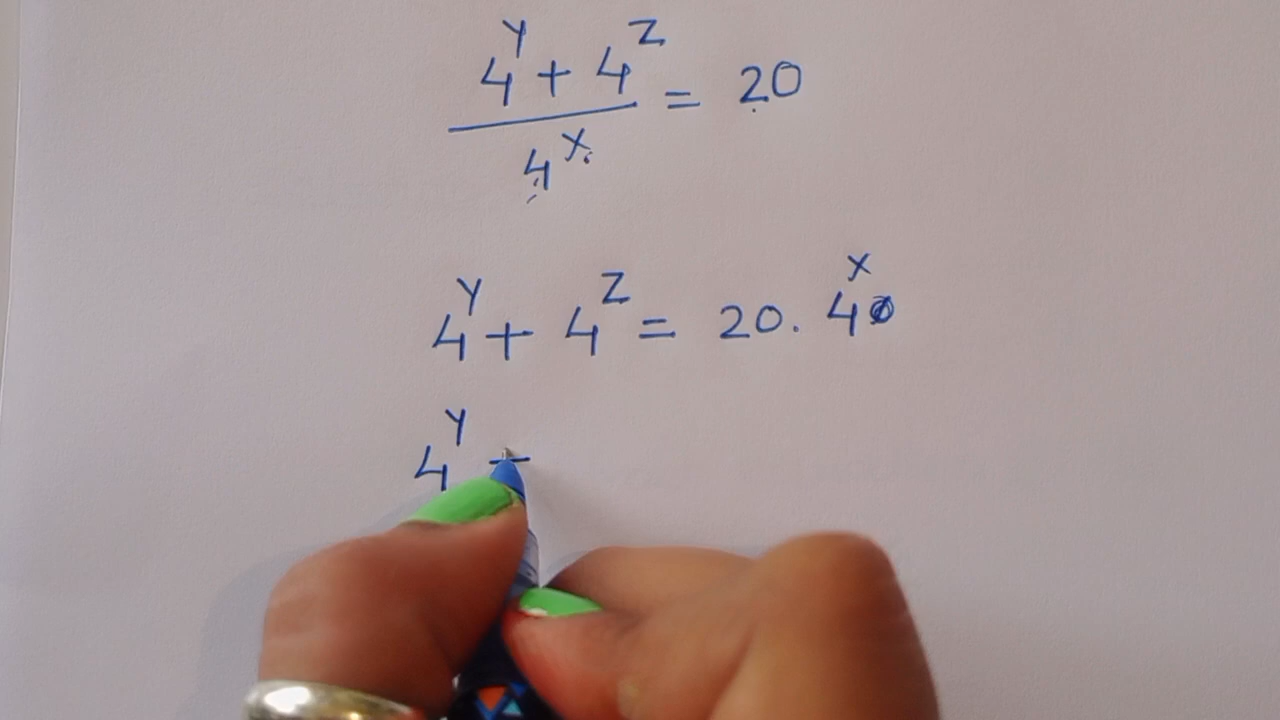 4^Y + 4^Z
――― = 20
4^X
4^Y + 4^Z = 20. 4^X
4^Y +